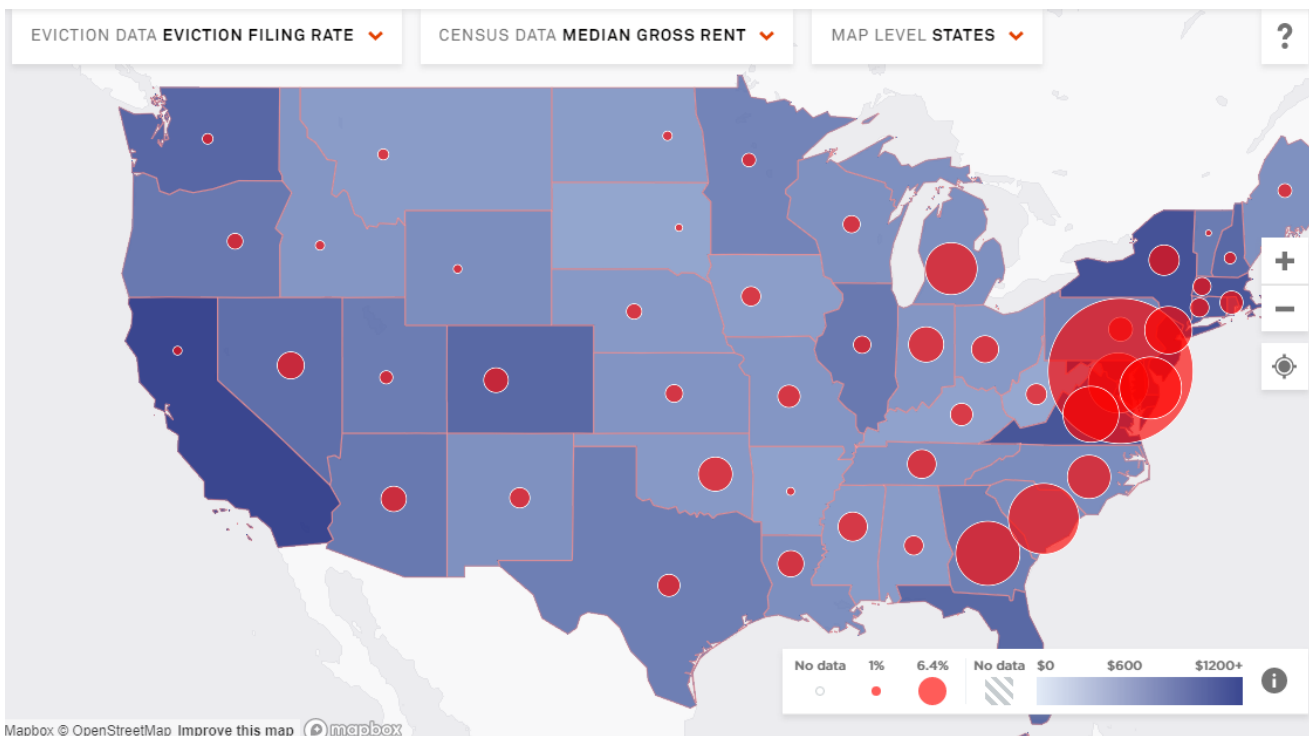 EVICTION DATA EVICTION FILING RATE
CENSUS DATA MEDIAN GROSS RENT
MAP LEVEL STATES
?
+
−
No data 1% 6.4% No data $0 $600 $1200+
i
Mapbox © OpenStreetMap Improve this map mapbox